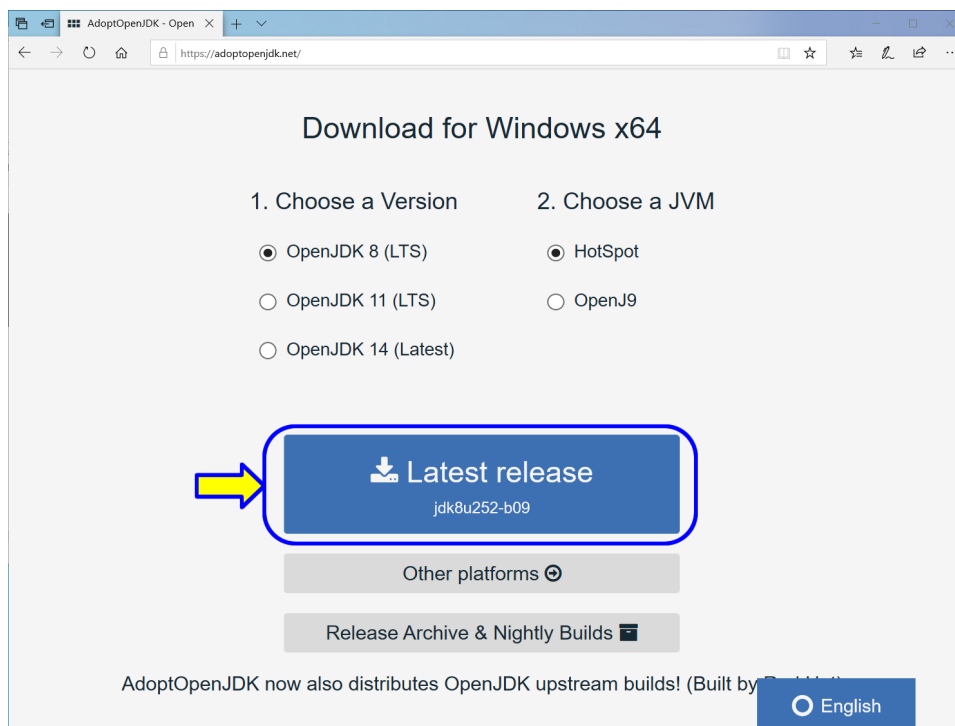 AdoptOpenJDK - Open
https://adoptopenjdk.net/
Download for Windows x64
1. Choose a Version
OpenJDK 8 (LTS)
OpenJDK 11 (LTS)
OpenJDK 14 (Latest)
2. Choose a JVM
HotSpot
OpenJ9
Latest release
jdk8u252-b09
Other platforms
Release Archive & Nightly Builds
AdoptOpenJDK now also distributes OpenJDK upstream builds! (Built by
English